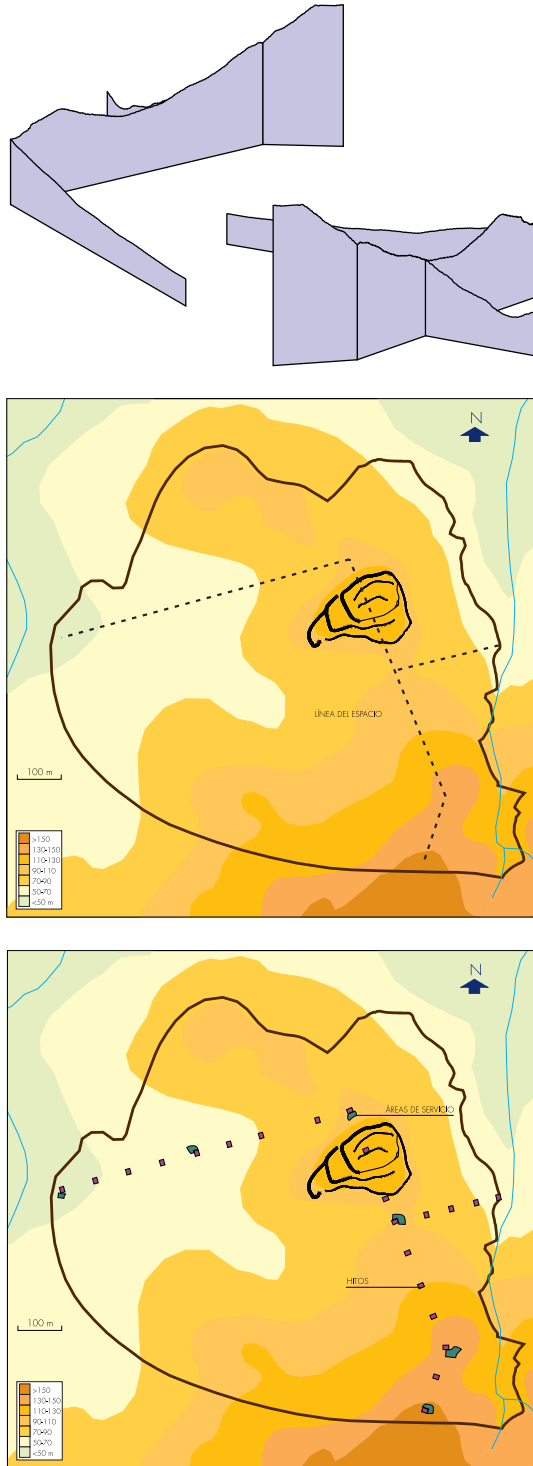 N
LÍNEA DEL ESPACIO
100 m
>150
130-150
110-130
90-110
70-90
50-70
<50 m
N
ÁREAS DE SERVICIO
HITOS
100 m
>150
130-150
110-130
90-110
70-90
50-70
<50 m